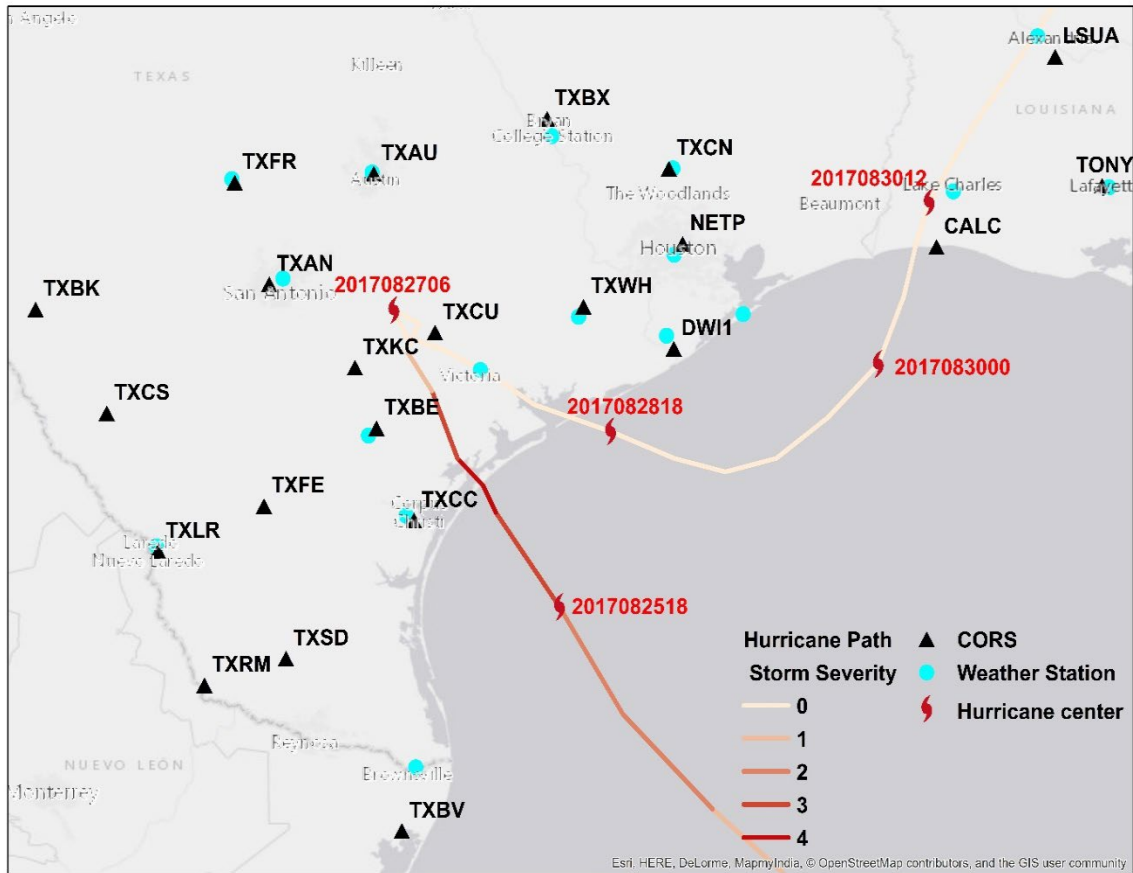 n Angelo
Killeen
TEXAS
Alexandria
LSUA
LOUISIANA
TXBX
Bryan
College Station
TXFR
TXAU
Austin
TXCN
The Woodlands
2017083012
Lake Charles
Beaumont
TONY
Lafayett
NETP
Houston
CALC
TXAN
San Antonio
2017082706
TXBK
TXCU
TXWH
DWI1
TXKC
Victoria
2017083000
TXCS
TXBE
2017082818
TXFE
TXCC
Corpus
Christi
TXLR
Laredo
Nuevo Laredo
2017082518
TXSD
TXRM
Reynosa
NUEVO LEÓN
Monterrey
Brownsville
TXBV
Hurricane Path
Storm Severity
0
1
2
3
4
CORS
Weather Station
Hurricane center
Esri, HERE, DeLorme, MapmyIndia, © OpenStreetMap contributors, and the GIS user community